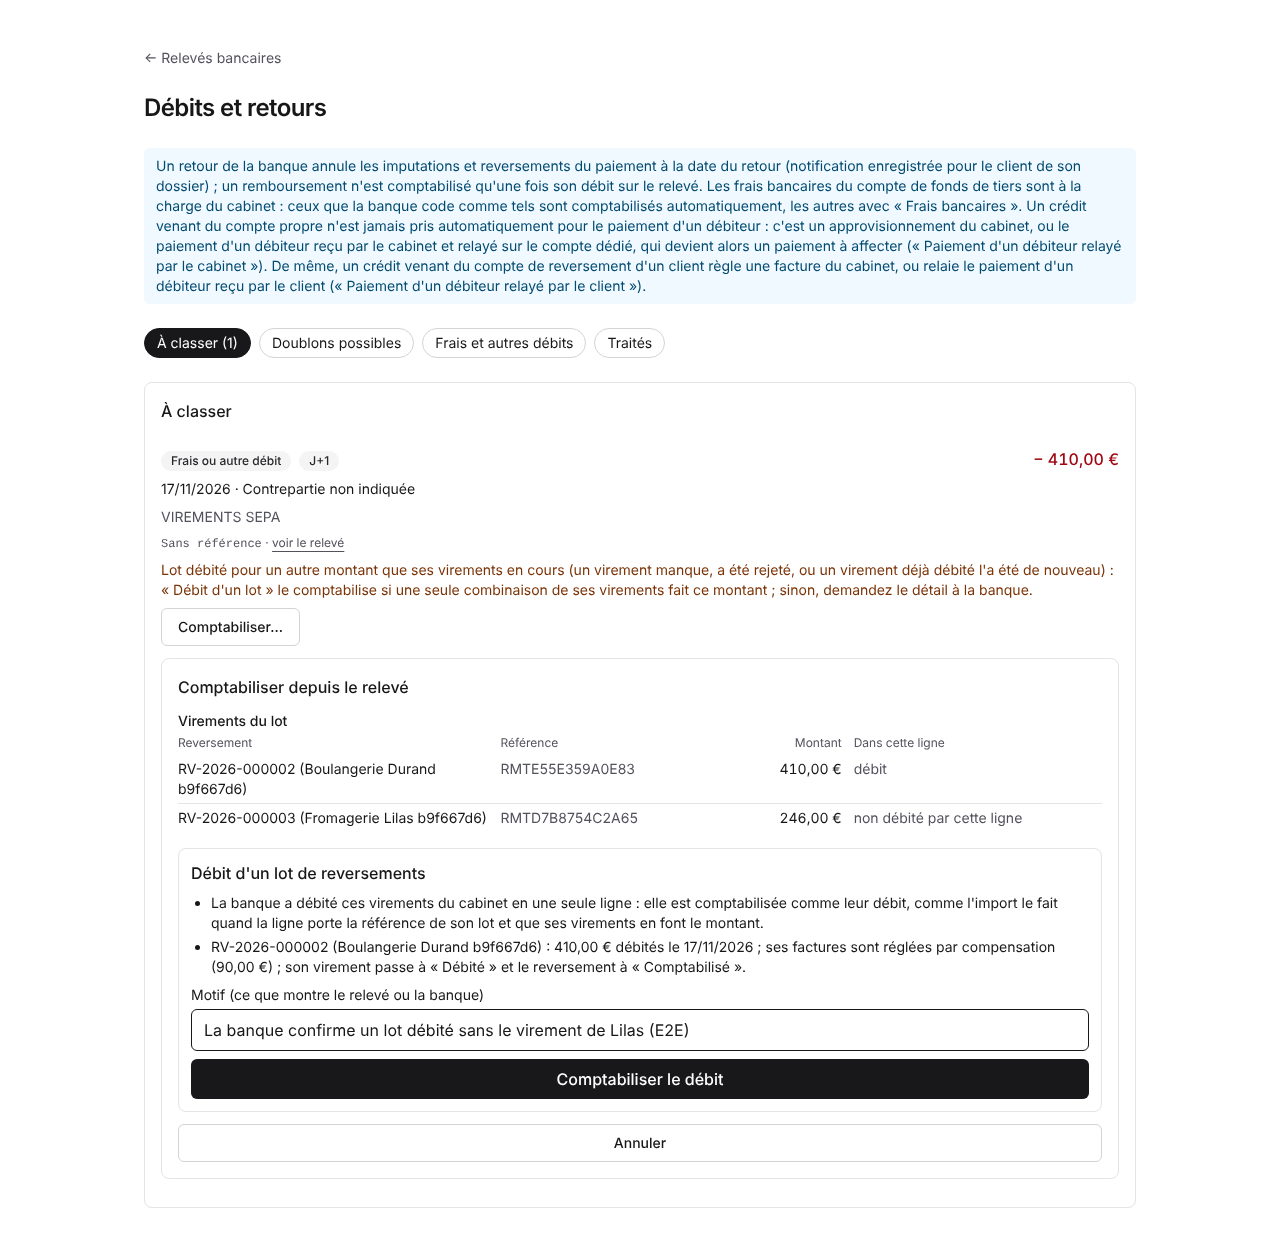 ← Relevés bancaires
Débits et retours
Un retour de la banque annule les imputations et reversements du paiement à la date du retour (notification enregistrée pour le client de son
dossier) ; un remboursement n'est comptabilisé qu'une fois son débit sur le relevé. Les frais bancaires du compte de fonds de tiers sont à la
charge du cabinet : ceux que la banque code comme tels sont comptabilisés automatiquement, les autres avec « Frais bancaires ». Un crédit
venant du compte propre n'est jamais pris automatiquement pour le paiement d'un débiteur : c'est un approvisionnement du cabinet, ou le
paiement d'un débiteur reçu par le cabinet et relayé sur le compte dédié, qui devient alors un paiement à affecter (« Paiement d'un débiteur relayé
par le cabinet »). De même, un crédit venant du compte de reversement d'un client règle une facture du cabinet, ou relaie le paiement d'un
débiteur reçu par le client (« Paiement d'un débiteur relayé par le client »).
À classer (1) Doublons possibles Frais et autres débits Traités
À classer
Frais ou autre débit J+1 − 410,00 €
17/11/2026 · Contrepartie non indiquée
VIREMENTS SEPA
Sans référence · voir le relevé
Lot débité pour un autre montant que ses virements en cours (un virement manque, a été rejeté, ou un virement déjà débité l'a été de nouveau) :
« Débit d'un lot » le comptabilise si une seule combinaison de ses virements fait ce montant ; sinon, demandez le détail à la banque.
Comptabiliser…
Comptabiliser depuis le relevé
Virements du lot
Reversement Référence Montant Dans cette ligne
RV-2026-000002 (Boulangerie Durand RMTE55E359A0E83 410,00 € débit
b9f667d6)
RV-2026-000003 (Fromagerie Lilas b9f667d6) RMTD7B8754C2A65 246,00 € non débité par cette ligne
Débit d'un lot de reversements
• La banque a débité ces virements du cabinet en une seule ligne : elle est comptabilisée comme leur débit, comme l'import le fait
quand la ligne porte la référence de son lot et que ses virements en font le montant.
• RV-2026-000002 (Boulangerie Durand b9f667d6) : 410,00 € débités le 17/11/2026 ; ses factures sont réglées par compensation
(90,00 €) ; son virement passe à « Débité » et le reversement à « Comptabilisé ».
Motif (ce que montre le relevé ou la banque)
La banque confirme un lot débité sans le virement de Lilas (E2E)
Comptabiliser le débit
Annuler